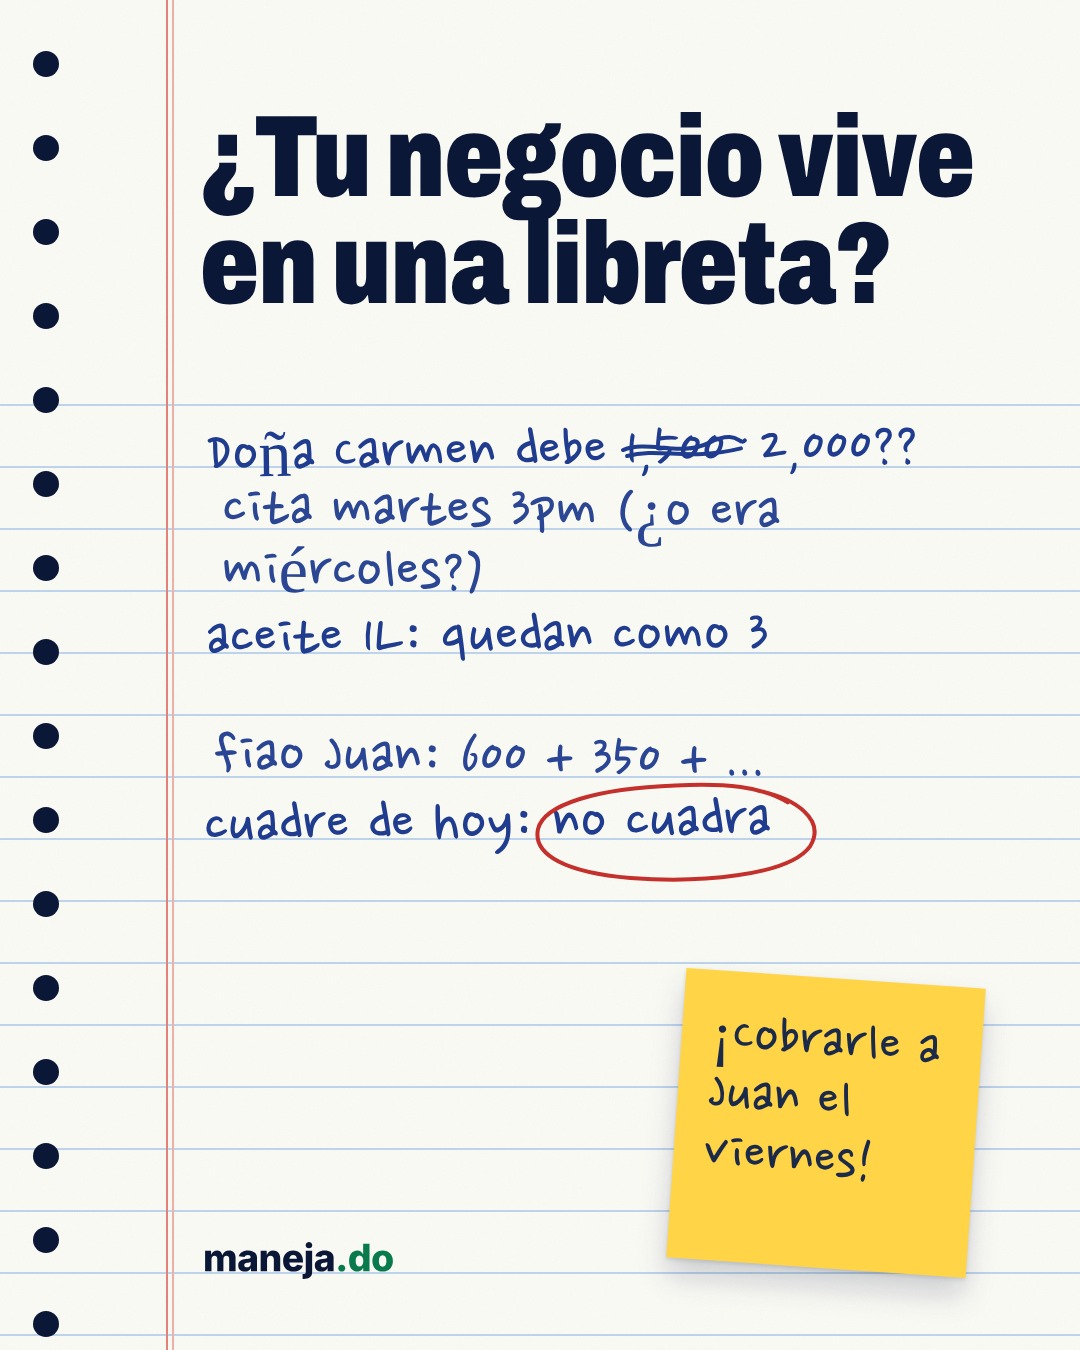 ¿Tu negocio vive
en una libreta?
Doña carmen debe 1,500 2,000??
cita martes 3pm (¿o era
miércoles?)
aceite 1L: quedan como 3
fiao Juan: 600 + 350 + ...
cuadre de hoy: no cuadra
¡cobrarle a
Juan el
viernes!
maneja.do